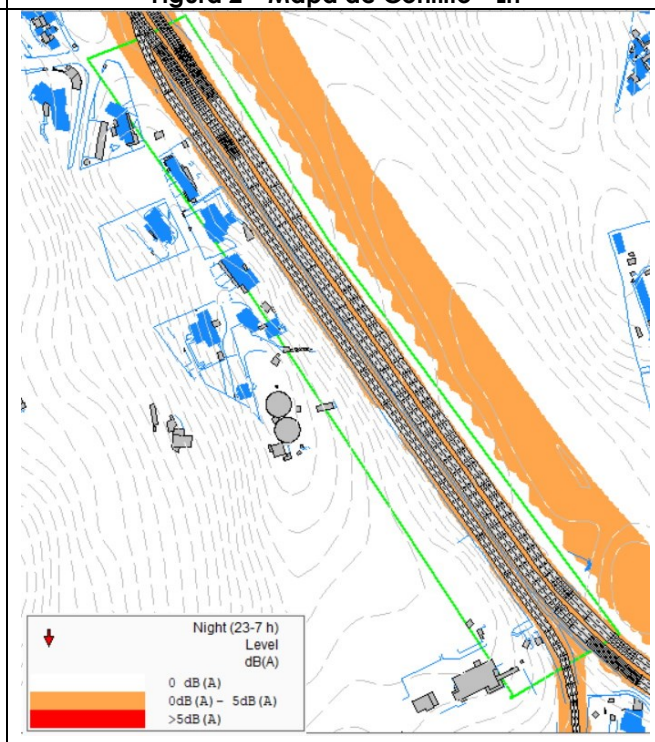 Figura 2 – Mapa de Conflito – Ln
Night (23-7 h)
Level
dB(A)
0 dB(A)
0dB(A) - 5dB(A)
>5dB(A)